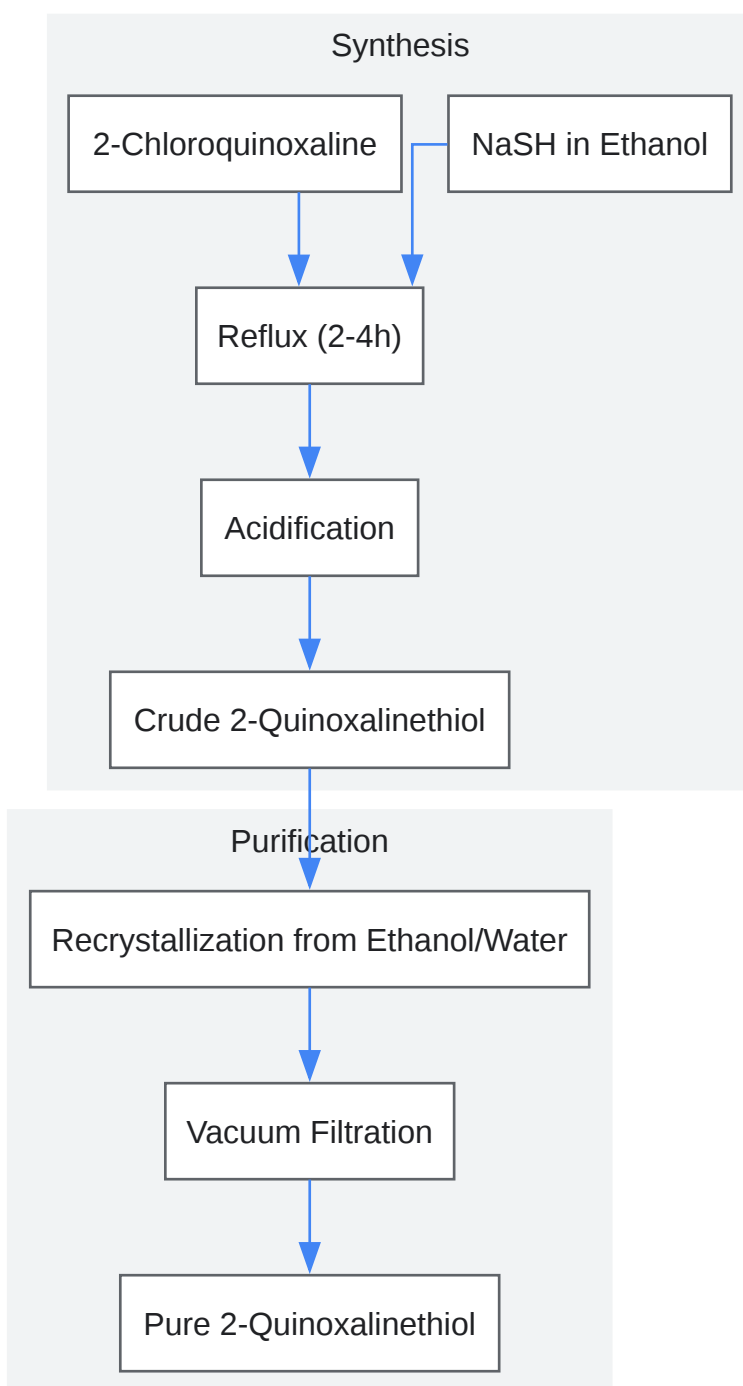 Synthesis
2-Chloroquinoxaline
NaSH in Ethanol
Reflux (2-4h)
Acidification
Crude 2-Quinoxalinethiol
Purification
Recrystallization from Ethanol/Water
Vacuum Filtration
Pure 2-Quinoxalinethiol